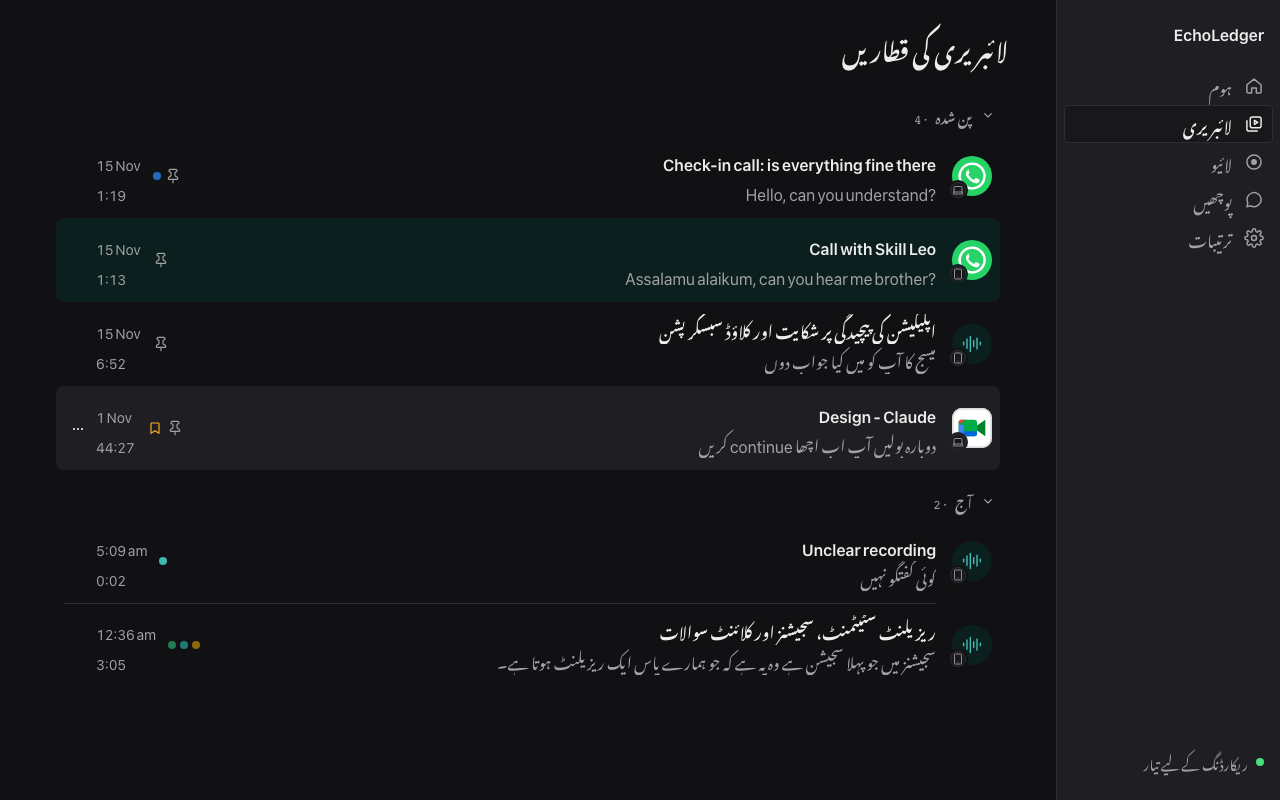 EchoLedger
ہوم
لائبریری
لائیو
پوچھیں
ترتیبات
ریکارڈنگ کے لیے تیار
لائبریری کی قطاریں
پن شدہ · 4
Check-in call: is everything fine there
Hello, can you understand?
15 Nov
1:19
Call with Skill Leo
Assalamu alaikum, can you hear me brother?
15 Nov
1:13
ایپلیکیشن کی پیچیدگی پر شکایت اور کلاؤڈ سبسکرپشن
میسج کا آپ کو میں کیا جواب دوں
15 Nov
6:52
Design - Claude
دوبارہ بولیں آپ اب اچھا continue کریں
1 Nov
44:27
آج · 2
Unclear recording
کوئی گفتگو نہیں
5:09 am
0:02
ریزیلنٹ سٹیٹمنٹ، سجیشنز اور کلائنٹ سوالات
سجیشنز میں جو پہلا سجیشن ہے وہ یہ ہے کہ جو ہمارے پاس ایک ریزیلنٹ ہوتا ہے۔
12:36 am
3:05